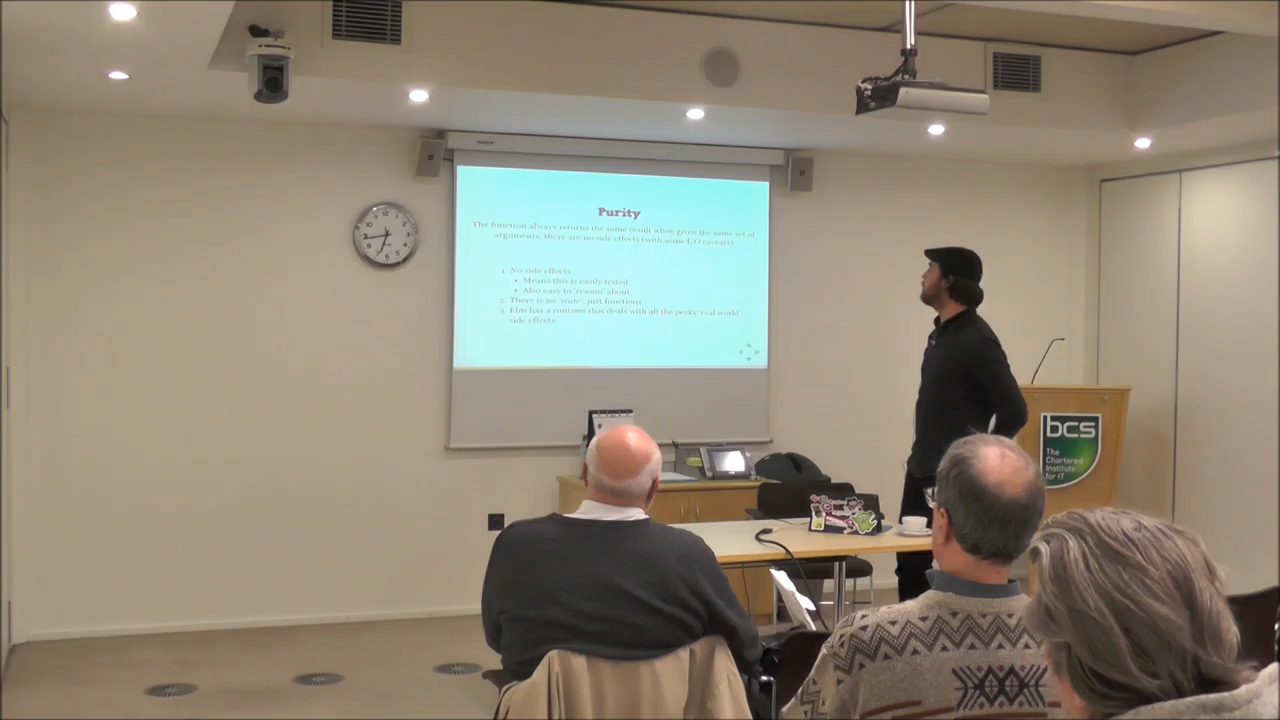 Purity
The function always returns the same result when given the same set of
arguments, there are no side effects (with some I/O caveats)
1. No side effects
• Means this is easily tested.
• Also easy to 'reason' about.
2. There is no 'state', just functions
3. Elm has a runtime that deals with all the pesky 'real world'
side effects.
bcs
The
Chartered
Institute
for IT
JS